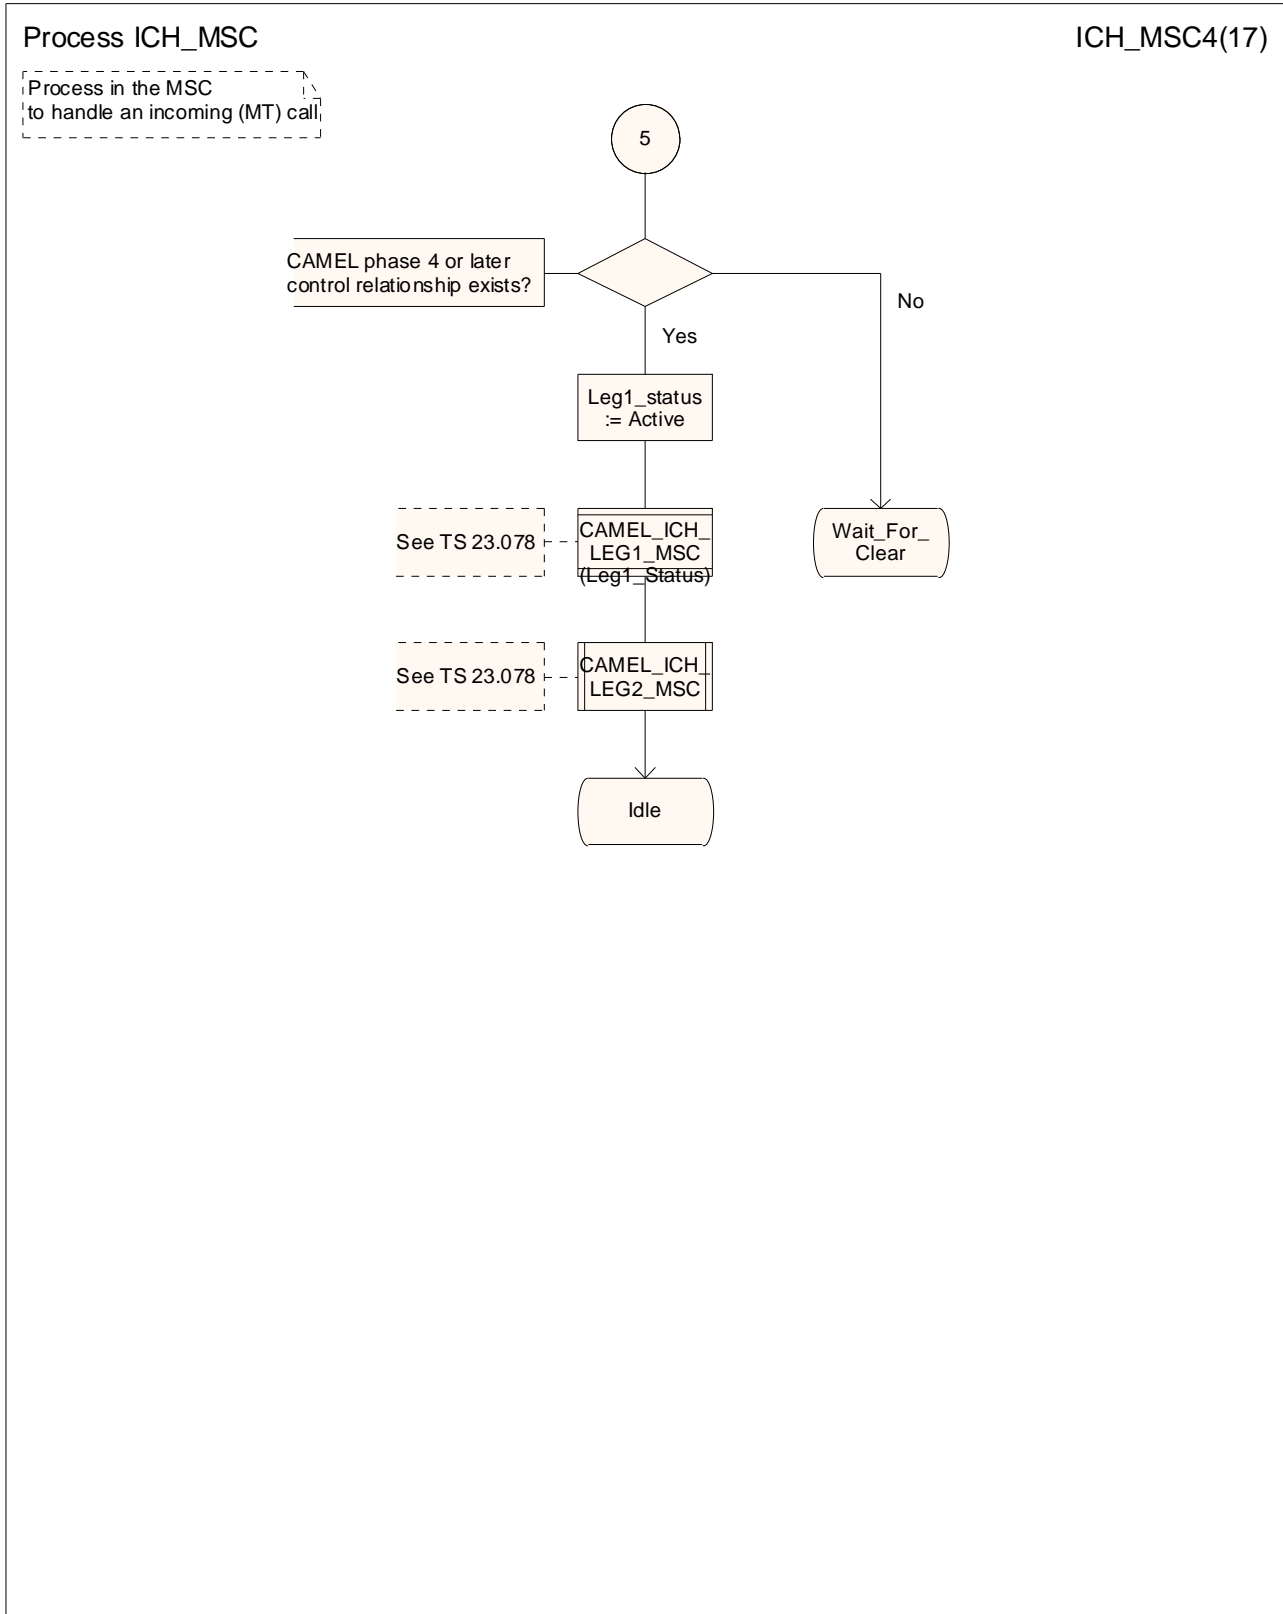 Process ICH_MSC
ICH_MSC4(17)
Process in the MSC
to handle an incoming (MT) call
5
CAMEL phase 4 or later
control relationship exists?
No
Yes
Leg1_status
:= Active
See TS 23.078
CAMEL_ICH_
LEG1_MSC
(Leg1_Status)
Wait_For_
Clear
See TS 23.078
CAMEL_ICH_
LEG2_MSC
Idle